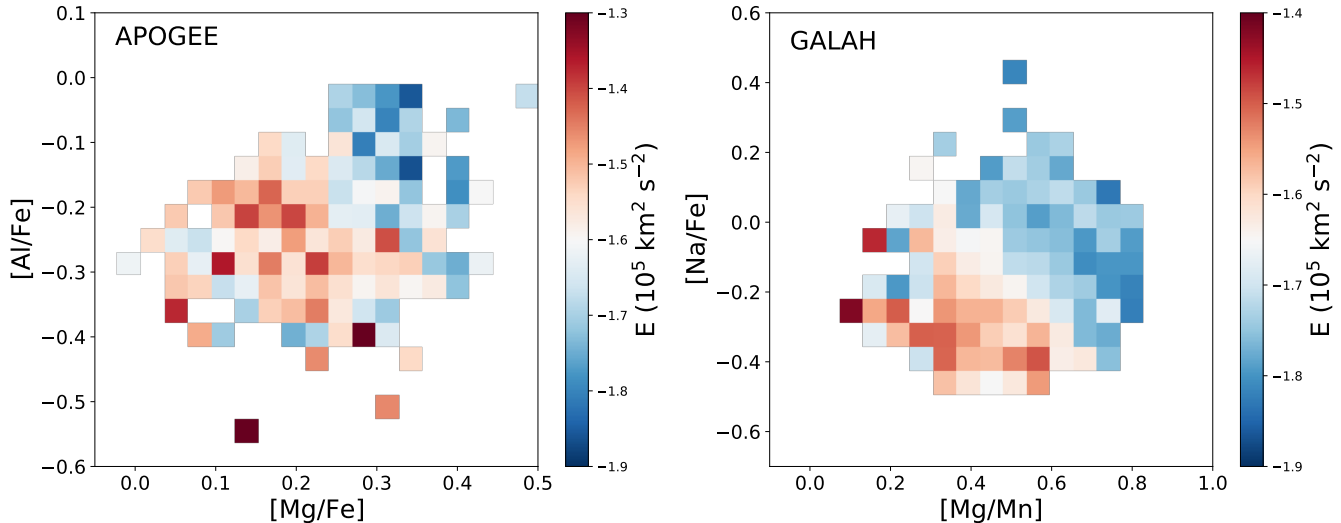 APOGEE
0.1
0.0
−0.1
−0.2
−0.3
−0.4
−0.5
−0.6
[Al/Fe]
0.0 0.1 0.2 0.3 0.4 0.5
[Mg/Fe]
−1.3
−1.4
−1.5
−1.6
−1.7
−1.8
−1.9
E (10⁵ km² s⁻²)
GALAH
0.6
0.4
0.2
0.0
−0.2
−0.4
−0.6
[Na/Fe]
0.0 0.2 0.4 0.6 0.8 1.0
[Mg/Mn]
−1.4
−1.5
−1.6
−1.7
−1.8
−1.9
E (10⁵ km² s⁻²)